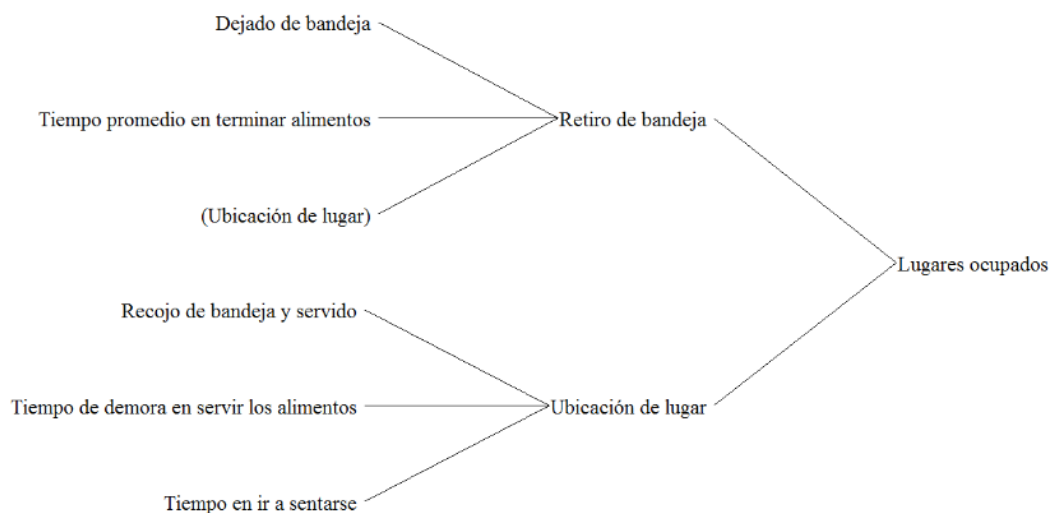 Dejado de bandeja
Tiempo promedio en terminar alimentos
Retiro de bandeja
(Ubicación de lugar)
Lugares ocupados
Recojo de bandeja y servido
Tiempo de demora en servir los alimentos
Ubicación de lugar
Tiempo en ir a sentarse